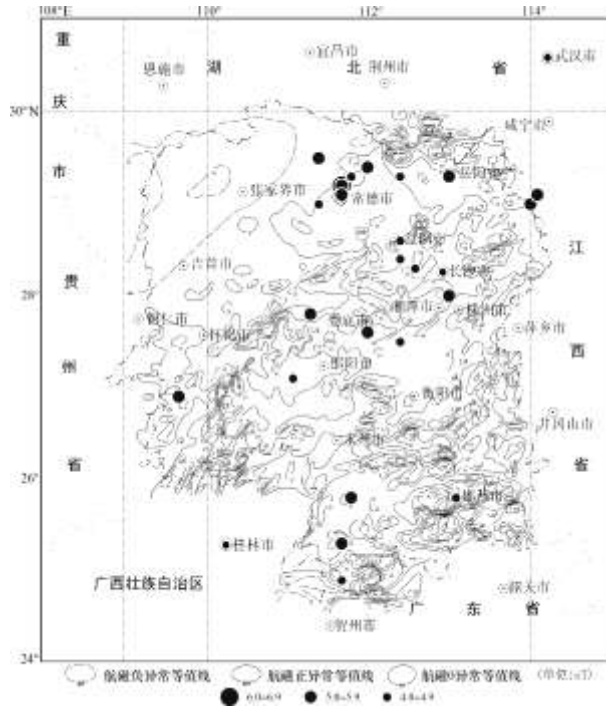 108°E 110° 112° 114°
宜昌市
武汉市
重
恩施市 湖 北 荆州市 省
庆
30°N
咸宁市
市
张家界市
岳阳市
常德市
益阳市
江
吉首市
长沙市
贵
28°
湘潭市
株洲市
铜仁市
怀化市
娄底市
萍乡市
西
州
邵阳市
衡阳市
井冈山市
永州市
省
省
26°
郴州市
桂林市
广西壮族自治区
韶关市
广 东 省
贺州市
24°
航磁负异常等值线 航磁正异常等值线 航磁0异常等值线 (单位:nT)
6.0-6.9 5.0-5.9 4.0-4.9